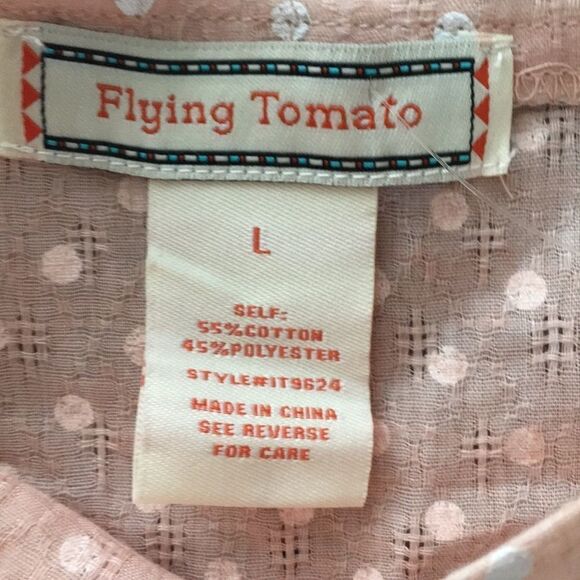 Flying Tomato
L
SELF:
55%COTTON
45%POLYESTER
STYLE#IT9624
MADE IN CHINA
SEE REVERSE
FOR CARE